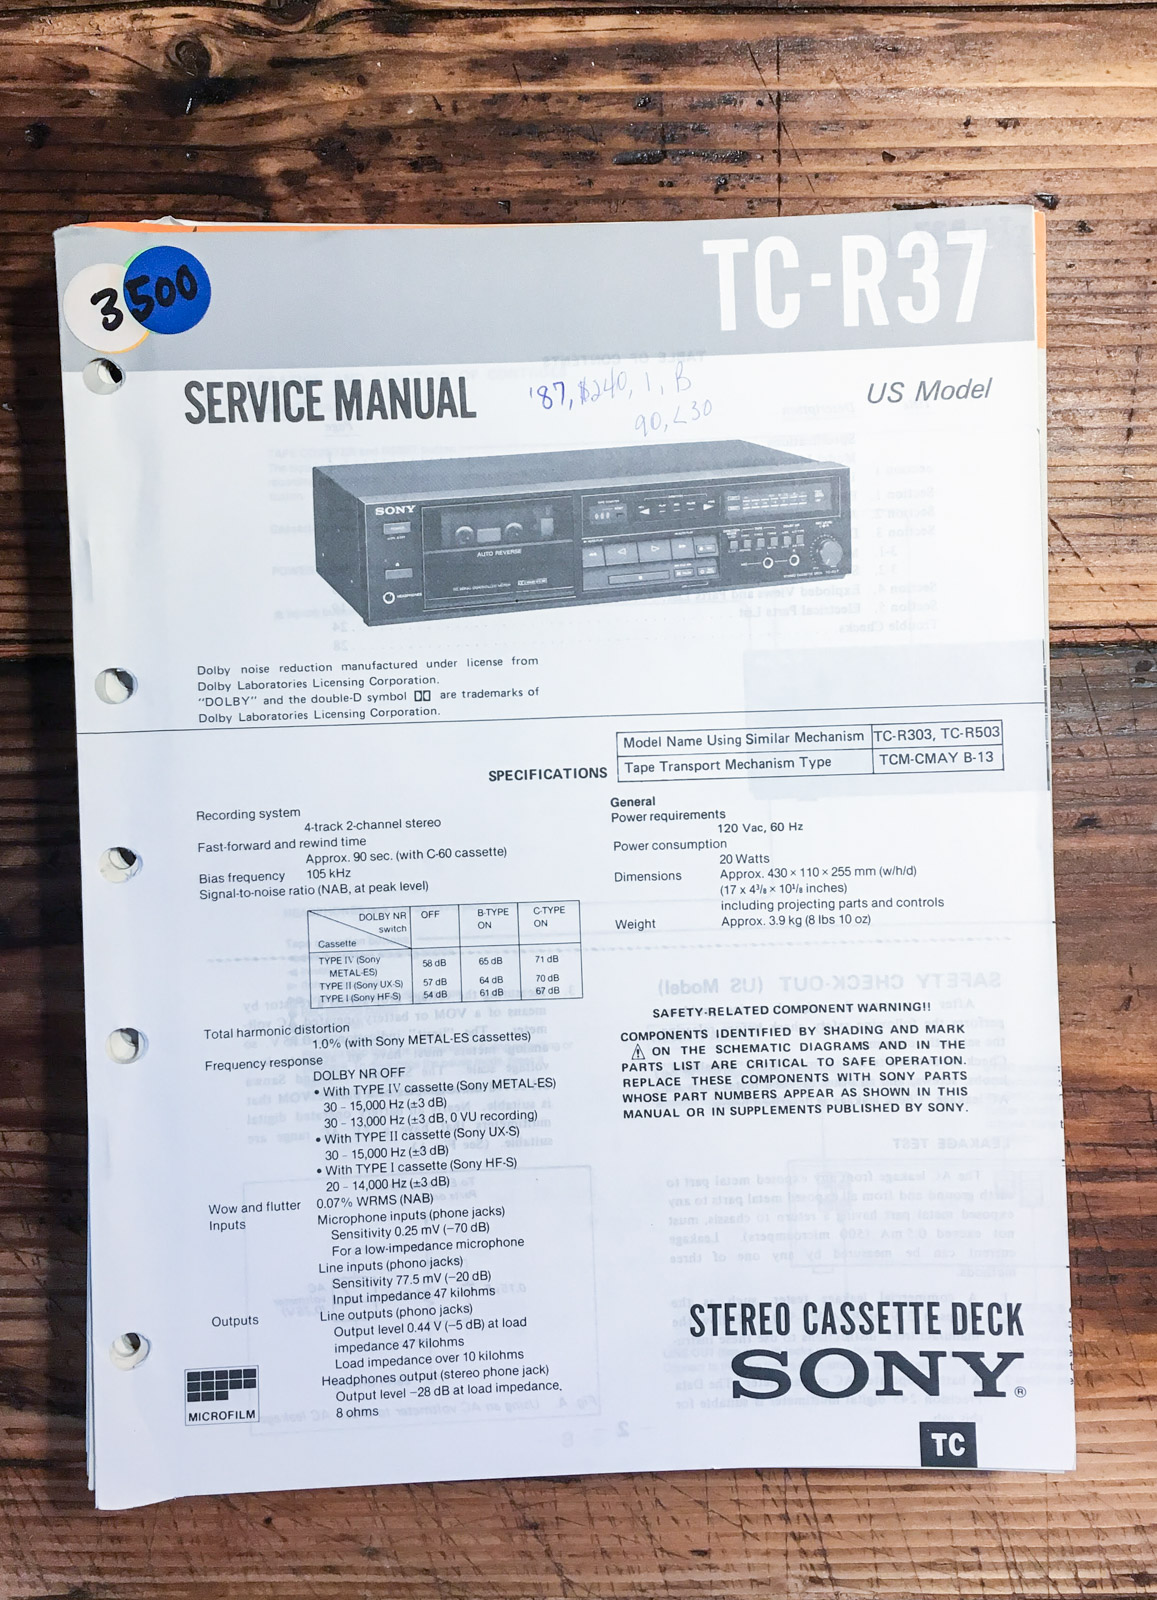 TC-R37
3 500
SERVICE MANUAL
'87, $240, 1, B
90, <30
US Model
SONY
AUTO REVERSE
HEADPHONES
Dolby noise reduction manufactured under license from
Dolby Laboratories Licensing Corporation.
"DOLBY" and the double-D symbol are trademarks of
Dolby Laboratories Licensing Corporation.
Model Name Using Similar Mechanism TC-R303, TC-R503
Tape Transport Mechanism Type TCM-CMAY B-13
SPECIFICATIONS
Recording system
4-track 2-channel stereo
Fast-forward and rewind time
Approx. 90 sec. (with C-60 cassette)
Bias frequency 105 kHz
Signal-to-noise ratio (NAB, at peak level)
DOLBY NR switch OFF B-TYPE ON C-TYPE ON
Cassette
TYPE IV (Sony METAL-ES) 58 dB 65 dB 71 dB
TYPE II (Sony UX-S) 57 dB 64 dB 70 dB
TYPE I (Sony HF-S) 54 dB 61 dB 67 dB
Total harmonic distortion
1.0% (with Sony METAL-ES cassettes)
Frequency response
DOLBY NR OFF
• With TYPE IV cassette (Sony METAL-ES)
30 – 15,000 Hz (±3 dB)
30 – 13,000 Hz (±3 dB, 0 VU recording)
• With TYPE II cassette (Sony UX-S)
30 – 15,000 Hz (±3 dB)
• With TYPE I cassette (Sony HF-S)
20 – 14,000 Hz (±3 dB)
Wow and flutter 0.07% WRMS (NAB)
Inputs Microphone inputs (phone jacks)
Sensitivity 0.25 mV (−70 dB)
For a low-impedance microphone
Line inputs (phono jacks)
Sensitivity 77.5 mV (−20 dB)
Input impedance 47 kilohms
Outputs Line outputs (phono jacks)
Output level 0.44 V (−5 dB) at load
impedance 47 kilohms
Load impedance over 10 kilohms
Headphones output (stereo phone jack)
Output level −28 dB at load impedance.
8 ohms
MICROFILM
General
Power requirements
120 Vac, 60 Hz
Power consumption
20 Watts
Dimensions Approx. 430 × 110 × 255 mm (w/h/d)
(17 x 4³/₈ × 10¹/₈ inches)
including projecting parts and controls
Weight Approx. 3.9 kg (8 lbs 10 oz)
SAFETY-RELATED COMPONENT WARNING!!
COMPONENTS IDENTIFIED BY SHADING AND MARK
⚠ ON THE SCHEMATIC DIAGRAMS AND IN THE
PARTS LIST ARE CRITICAL TO SAFE OPERATION.
REPLACE THESE COMPONENTS WITH SONY PARTS
WHOSE PART NUMBERS APPEAR AS SHOWN IN THIS
MANUAL OR IN SUPPLEMENTS PUBLISHED BY SONY.
STEREO CASSETTE DECK
SONY®
TC